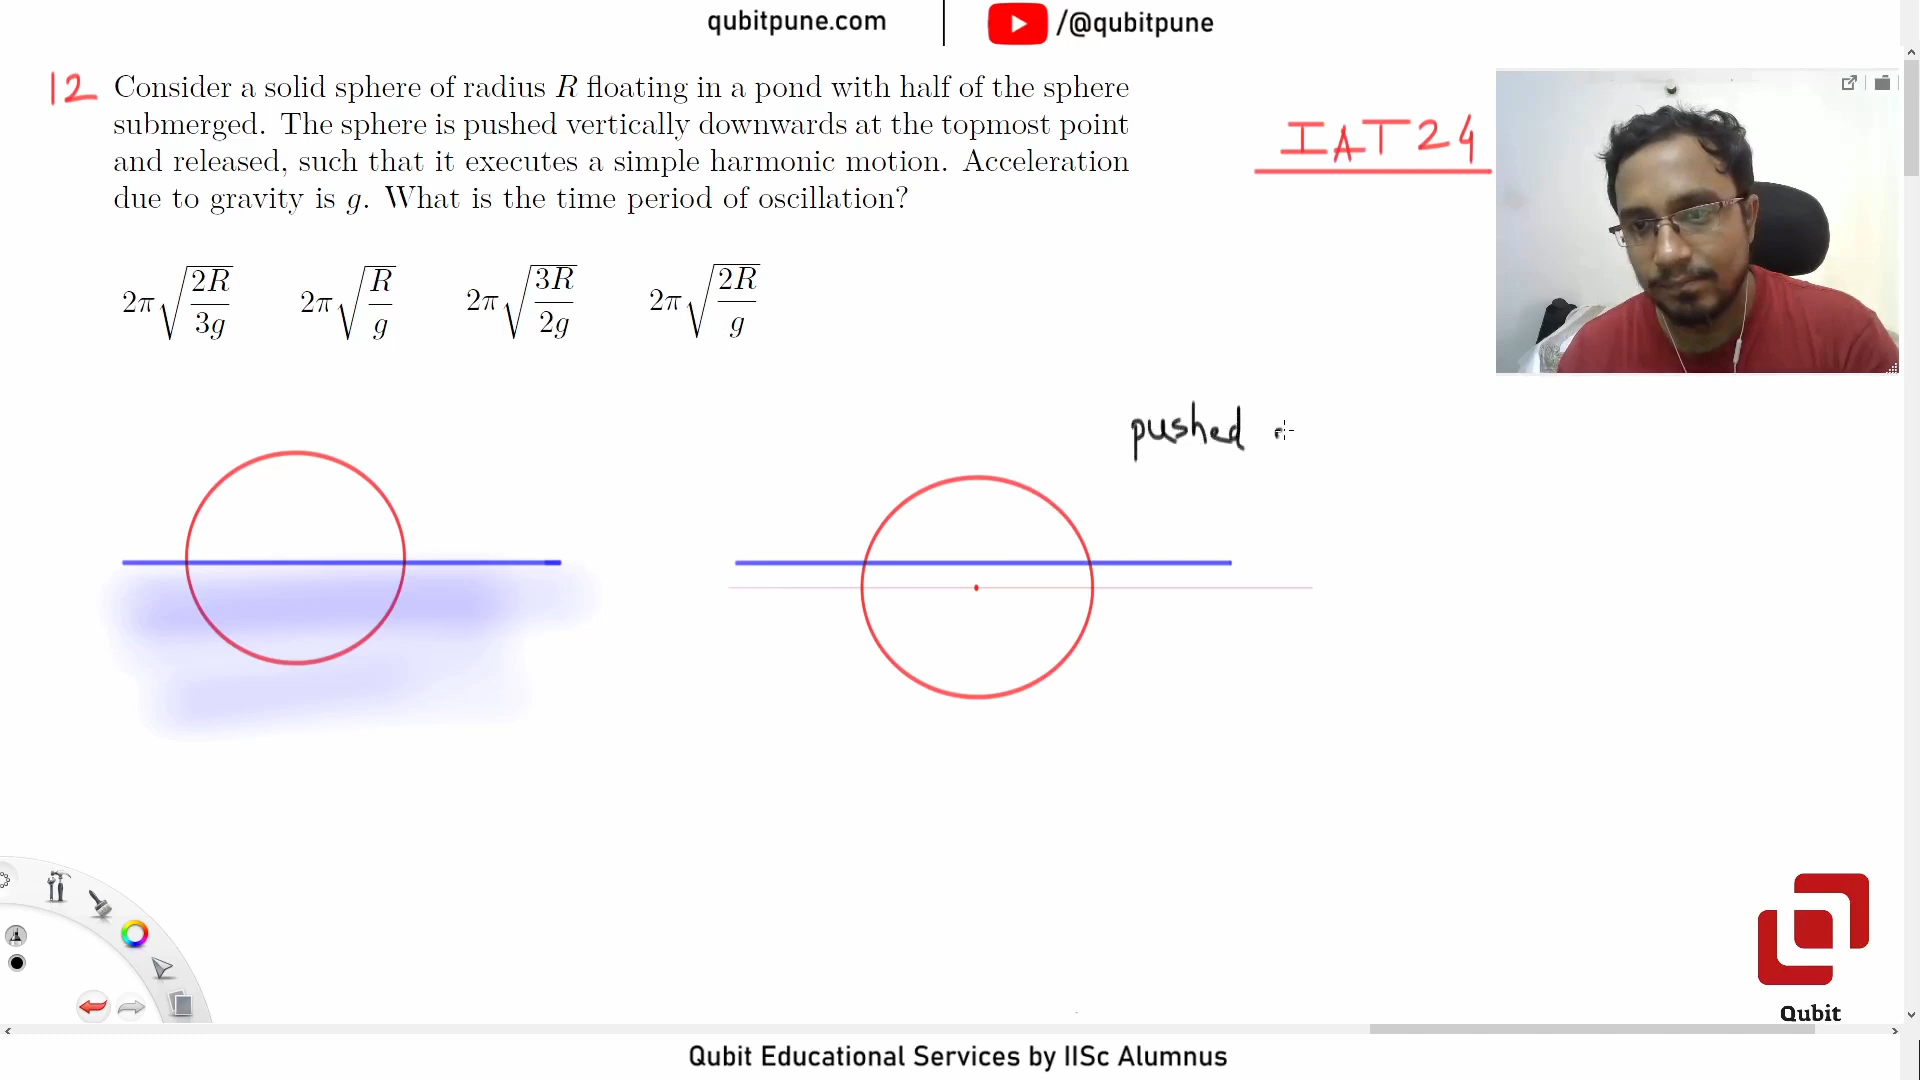 qubitpune.com | /@qubitpune
12 Consider a solid sphere of radius R floating in a pond with half of the sphere
submerged. The sphere is pushed vertically downwards at the topmost point
and released, such that it executes a simple harmonic motion. Acceleration
due to gravity is g. What is the time period of oscillation?
IAT24
2π√(2R/3g) 2π√(R/g) 2π√(3R/2g) 2π√(2R/g)
pushed
Qubit
Qubit Educational Services by IISc Alumnus